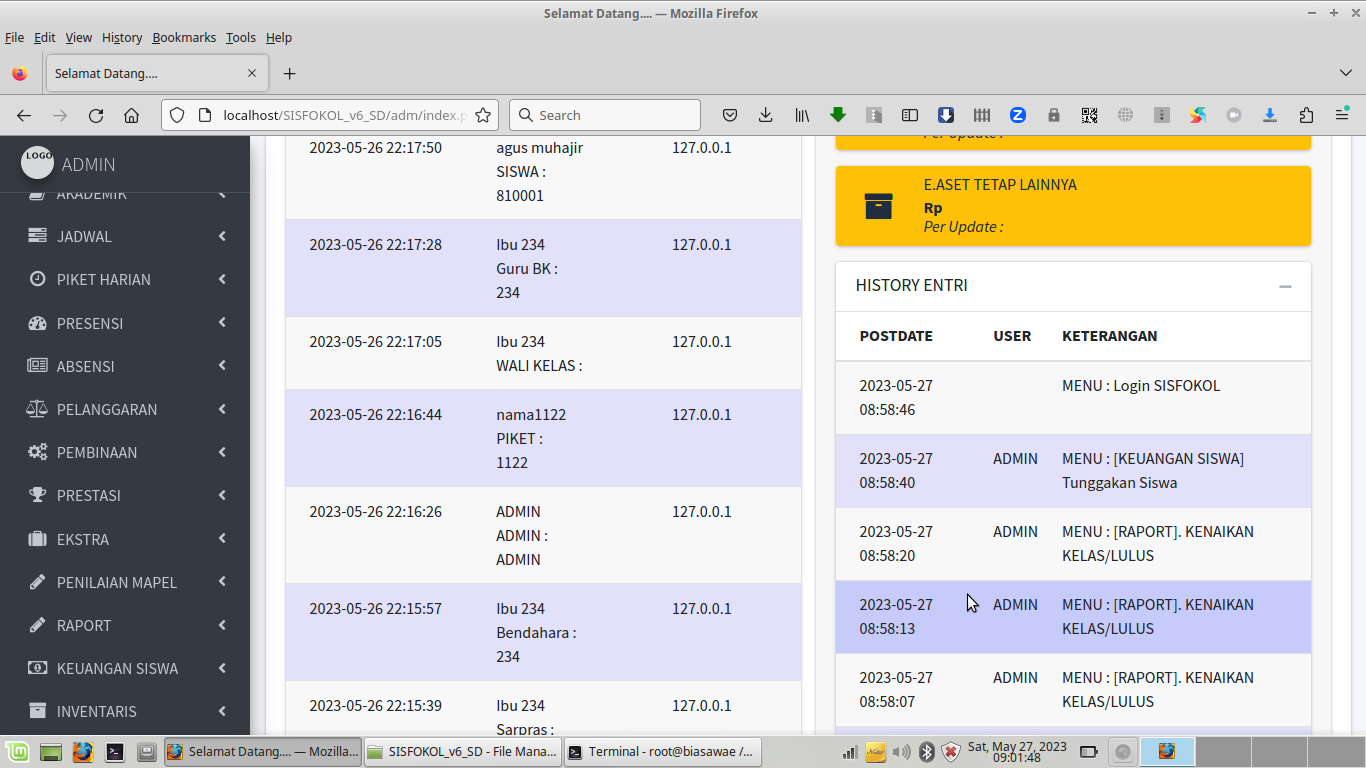 Selamat Datang.... — Mozilla Firefox
File Edit View History Bookmarks Tools Help
Selamat Datang....
localhost/SISFOKOL_v6_SD/adm/index.p
Search
LOGO
ADMIN
AKADEMIK
JADWAL
PIKET HARIAN
PRESENSI
ABSENSI
PELANGGARAN
PEMBINAAN
PRESTASI
EKSTRA
PENILAIAN MAPEL
RAPORT
KEUANGAN SISWA
INVENTARIS
2023-05-26 22:17:50 agus muhajir 127.0.0.1
SISWA :
810001
2023-05-26 22:17:28 Ibu 234 127.0.0.1
Guru BK :
234
2023-05-26 22:17:05 Ibu 234 127.0.0.1
WALI KELAS :
2023-05-26 22:16:44 nama1122 127.0.0.1
PIKET :
1122
2023-05-26 22:16:26 ADMIN 127.0.0.1
ADMIN :
ADMIN
2023-05-26 22:15:57 Ibu 234 127.0.0.1
Bendahara :
234
2023-05-26 22:15:39 Ibu 234 127.0.0.1
Sarpras :
Per Update :
E.ASET TETAP LAINNYA
Rp
Per Update :
HISTORY ENTRI
POSTDATE USER KETERANGAN
2023-05-27 MENU : Login SISFOKOL
08:58:46
2023-05-27 ADMIN MENU : [KEUANGAN SISWA]
08:58:40 Tunggakan Siswa
2023-05-27 ADMIN MENU : [RAPORT]. KENAIKAN
08:58:20 KELAS/LULUS
2023-05-27 ADMIN MENU : [RAPORT]. KENAIKAN
08:58:13 KELAS/LULUS
2023-05-27 ADMIN MENU : [RAPORT]. KENAIKAN
08:58:07 KELAS/LULUS
Selamat Datang.... — Mozilla...
SISFOKOL_v6_SD - File Mana...
Terminal - root@biasawae /...
Sat, May 27, 2023
09:01:48